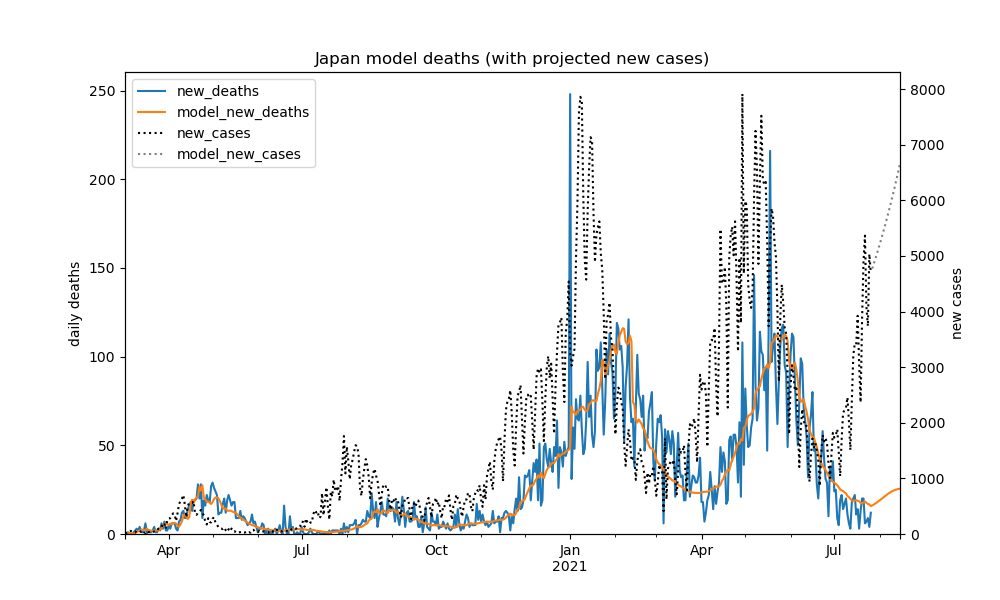 Japan model deaths (with projected new cases)
new_deaths
model_new_deaths
new_cases
model_new_cases
daily deaths
0
50
100
150
200
250
new cases
0
1000
2000
3000
4000
5000
6000
7000
8000
Apr
Jul
Oct
Jan
2021
Apr
Jul